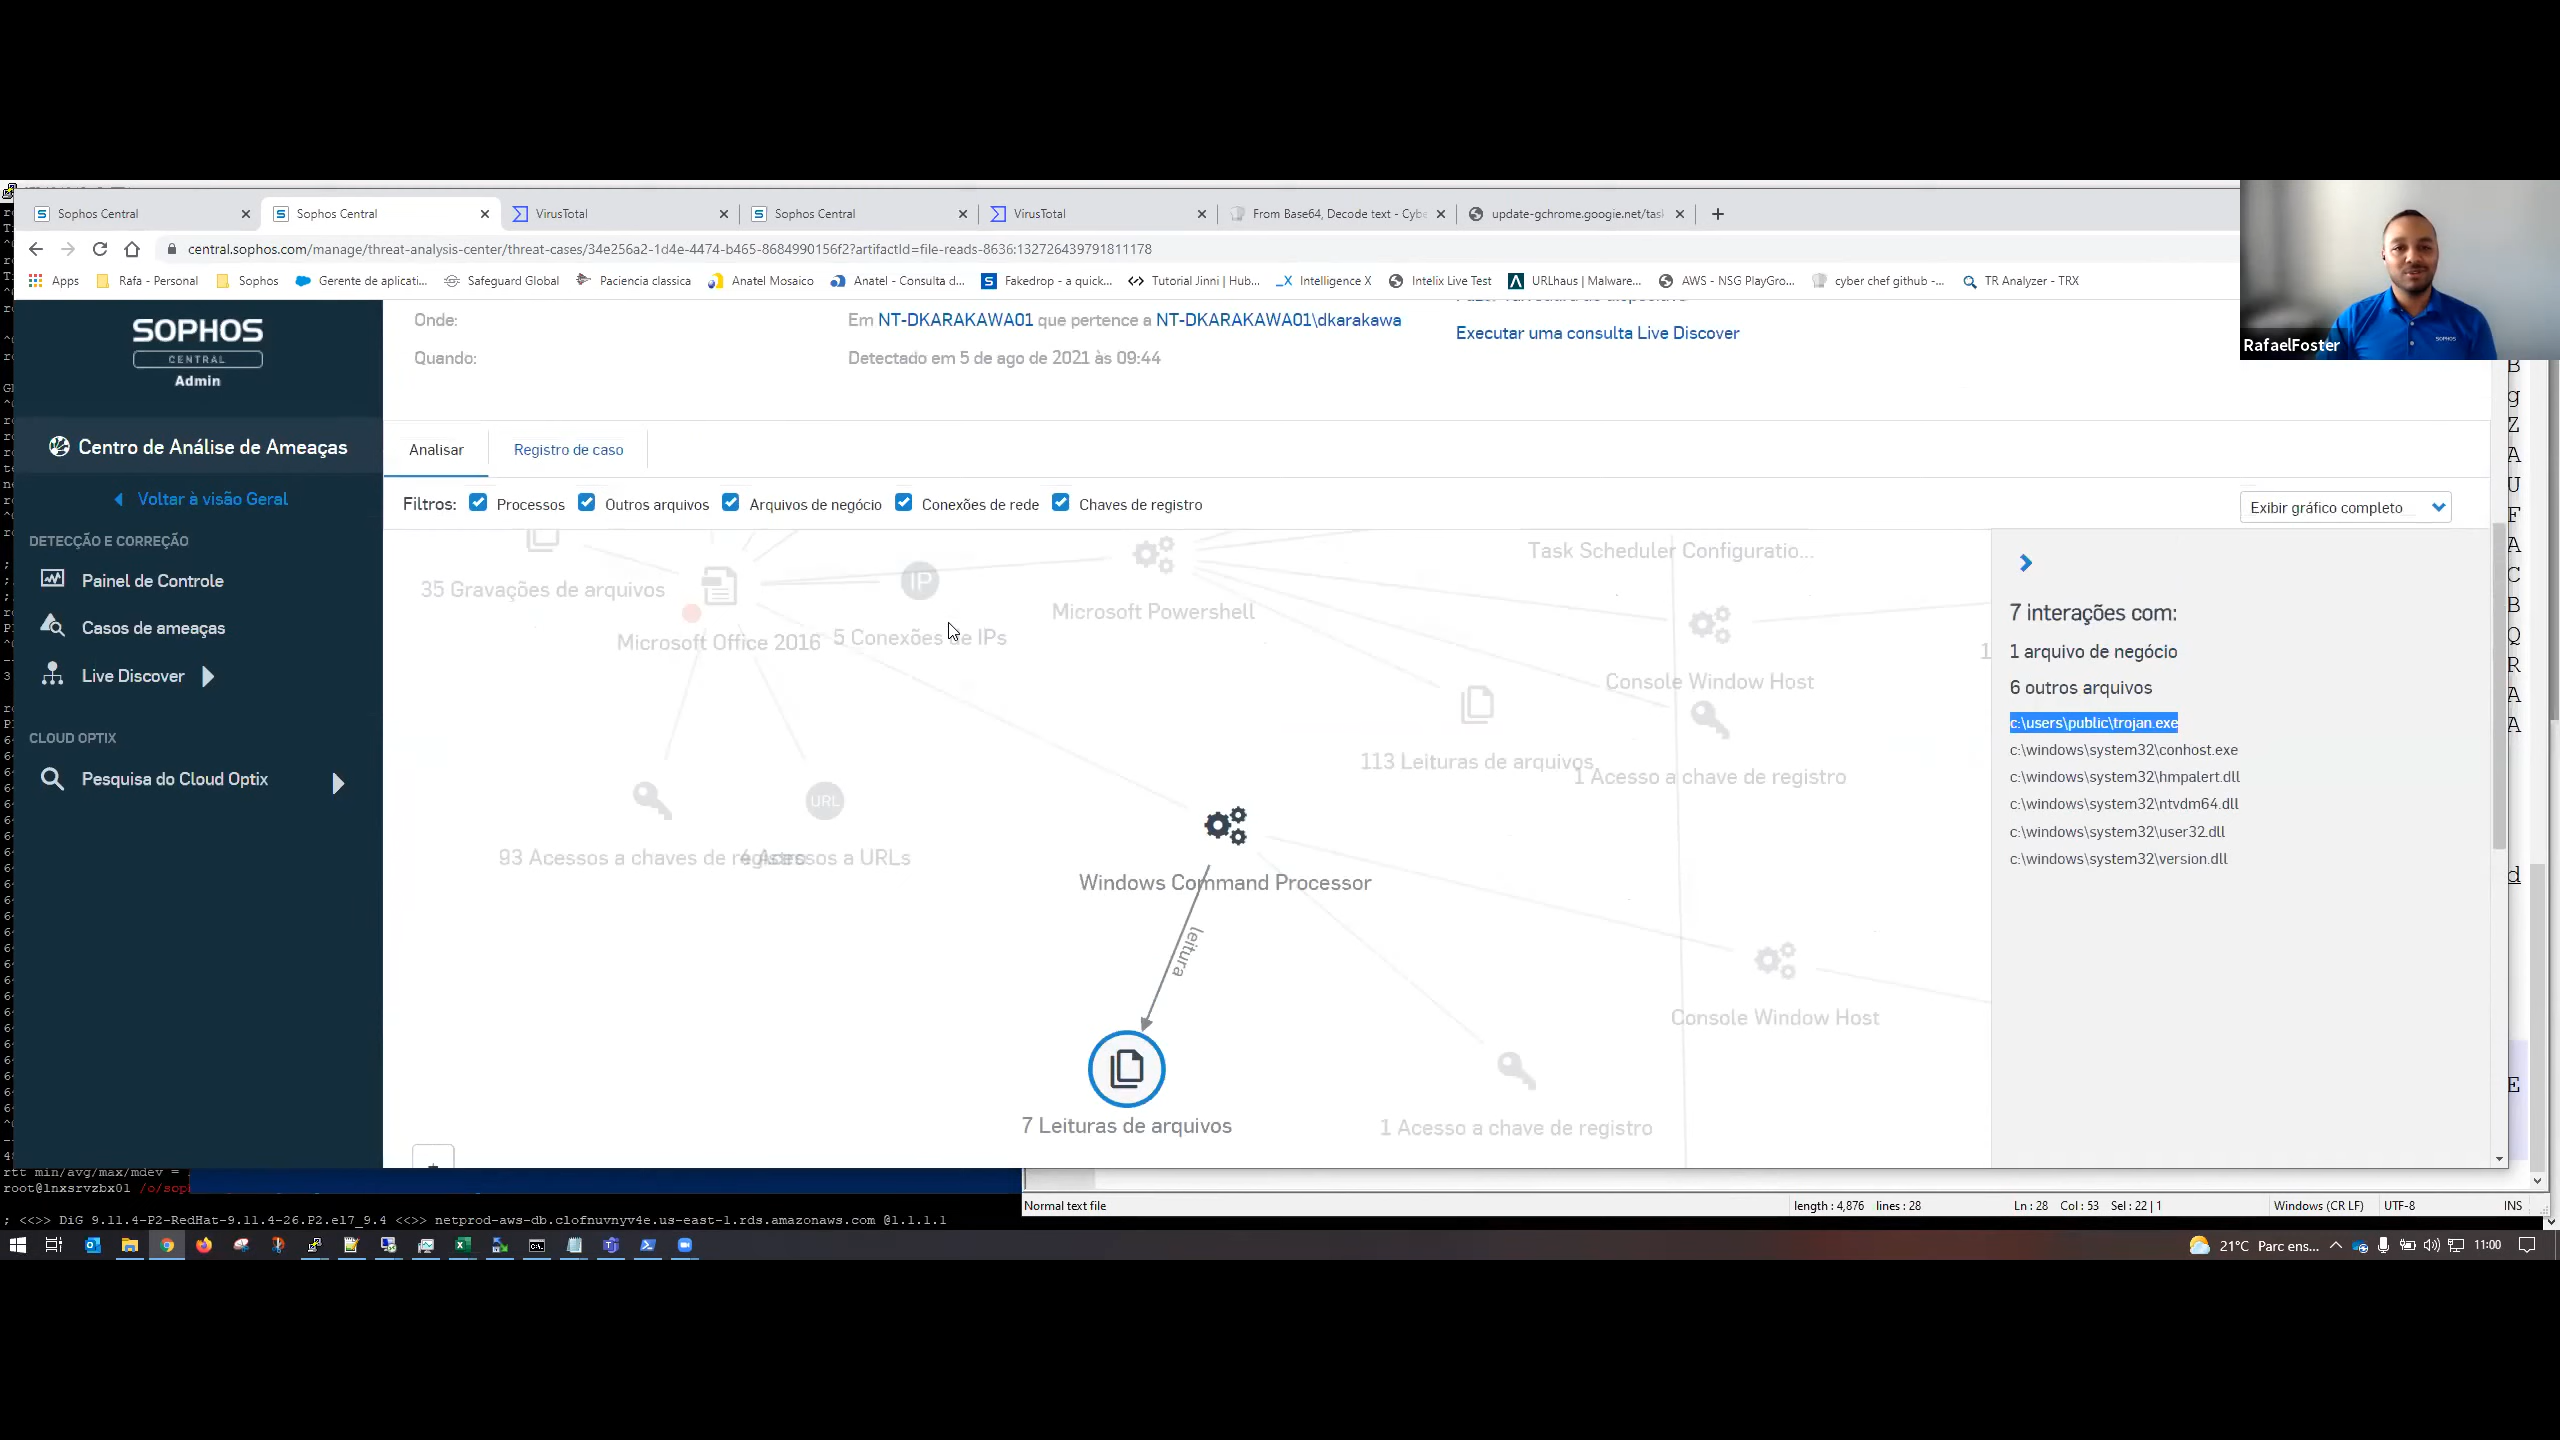 Sophos Central
Sophos Central
VirusTotal
Sophos Central
VirusTotal
From Base64, Decode text - Cybe
update-gchrome.googie.net/task
central.sophos.com/manage/threat-analysis-center/threat-cases/34e256a2-1d4e-4474-b465-8684990156f2?artifactId=file-reads-8636:132726439791811178
Apps
Rafa - Personal
Sophos
Gerente de aplicati...
Safeguard Global
Paciencia classica
Anatel Mosaico
Anatel - Consulta d...
Fakedrop - a quick...
Tutorial Jinni | Hub...
Intelligence X
Intelix Live Test
URLhaus | Malware...
AWS - NSG PlayGro...
cyber chef github -...
TR Analyzer - TRX
RafaelFoster
SOPHOS
CENTRAL
Admin
Centro de Análise de Ameaças
Voltar à visão Geral
DETECÇÃO E CORREÇÃO
Painel de Controle
Casos de ameaças
Live Discover
CLOUD OPTIX
Pesquisa do Cloud Optix
Onde:
Em NT-DKARAKAWA01 que pertence a NT-DKARAKAWA01\dkarakawa
Executar uma consulta Live Discover
Quando:
Detectado em 5 de ago de 2021 às 09:44
Analisar
Registro de caso
Filtros:
Processos
Outros arquivos
Arquivos de negócio
Conexões de rede
Chaves de registro
Exibir gráfico completo
35 Gravações de arquivos
IP
Microsoft Office 2016
5 Conexões de IPs
Microsoft Powershell
Task Scheduler Configuratio...
Console Window Host
113 Leituras de arquivos
1 Acesso a chave de registro
URL
93 Acessos a chaves de registro
Acessos a URLs
Windows Command Processor
leitura
Console Window Host
7 Leituras de arquivos
1 Acesso a chave de registro
7 interações com:
1 arquivo de negócio
6 outros arquivos
c:\users\public\trojan.exe
c:\windows\system32\conhost.exe
c:\windows\system32\hmpalert.dll
c:\windows\system32\ntvdm64.dll
c:\windows\system32\user32.dll
c:\windows\system32\version.dll
B
g
Z
A
U
F
A
C
B
Q
R
A
A
d
E
rtt min/avg/max/mdev =
root@lnxsrvzbx01 /o/sop
; <<>> DiG 9.11.4-P2-RedHat-9.11.4-26.P2.el7_9.4 <<>> netprod-aws-db.clofnuvnyv4e.us-east-1.rds.amazonaws.com @1.1.1.1
Normal text file
length : 4,876 lines : 28
Ln : 28 Col : 53 Sel : 22 | 1
Windows (CR LF)
UTF-8
INS
21°C Parc ens...
11:00